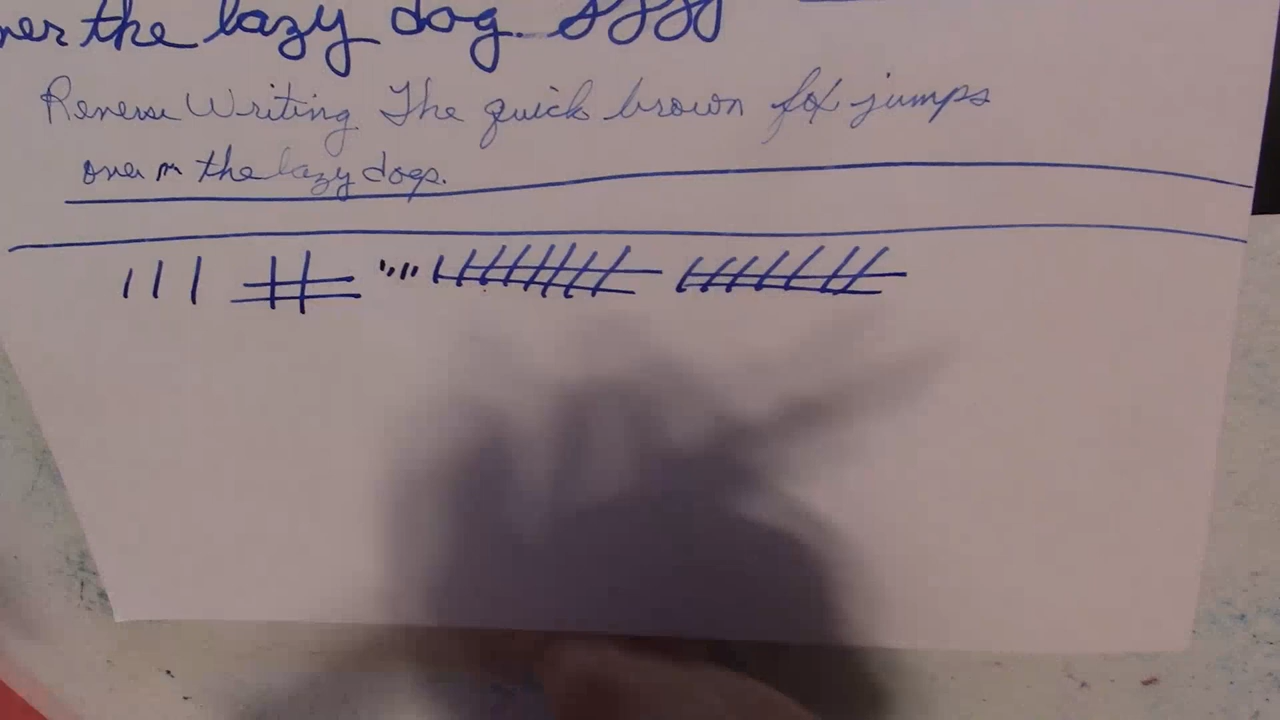 over the lazy dog.
Reverse Writing The quick brown fox jumps
over the lazy dogs.